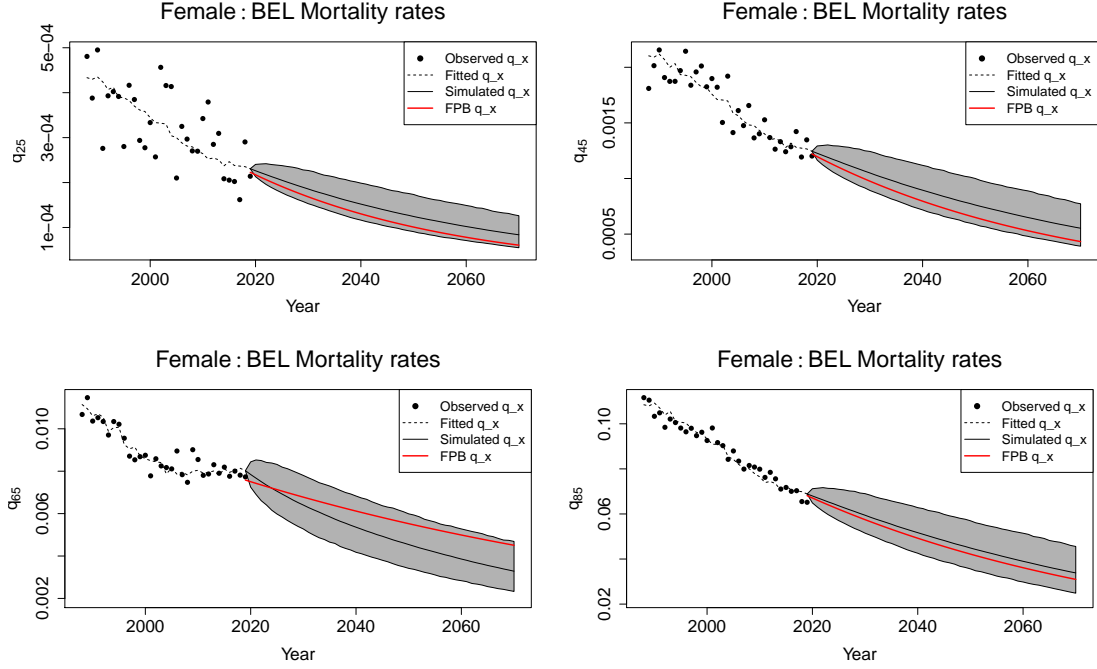 Female : BEL Mortality rates
Observed q_x
Fitted q_x
Simulated q_x
FPB q_x
q25
1e−04
3e−04
5e−04
2000
2020
2040
2060
Year
Female : BEL Mortality rates
Observed q_x
Fitted q_x
Simulated q_x
FPB q_x
q45
0.0005
0.0015
2000
2020
2040
2060
Year
Female : BEL Mortality rates
Observed q_x
Fitted q_x
Simulated q_x
FPB q_x
q65
0.002
0.006
0.010
2000
2020
2040
2060
Year
Female : BEL Mortality rates
Observed q_x
Fitted q_x
Simulated q_x
FPB q_x
q85
0.02
0.06
0.10
2000
2020
2040
2060
Year